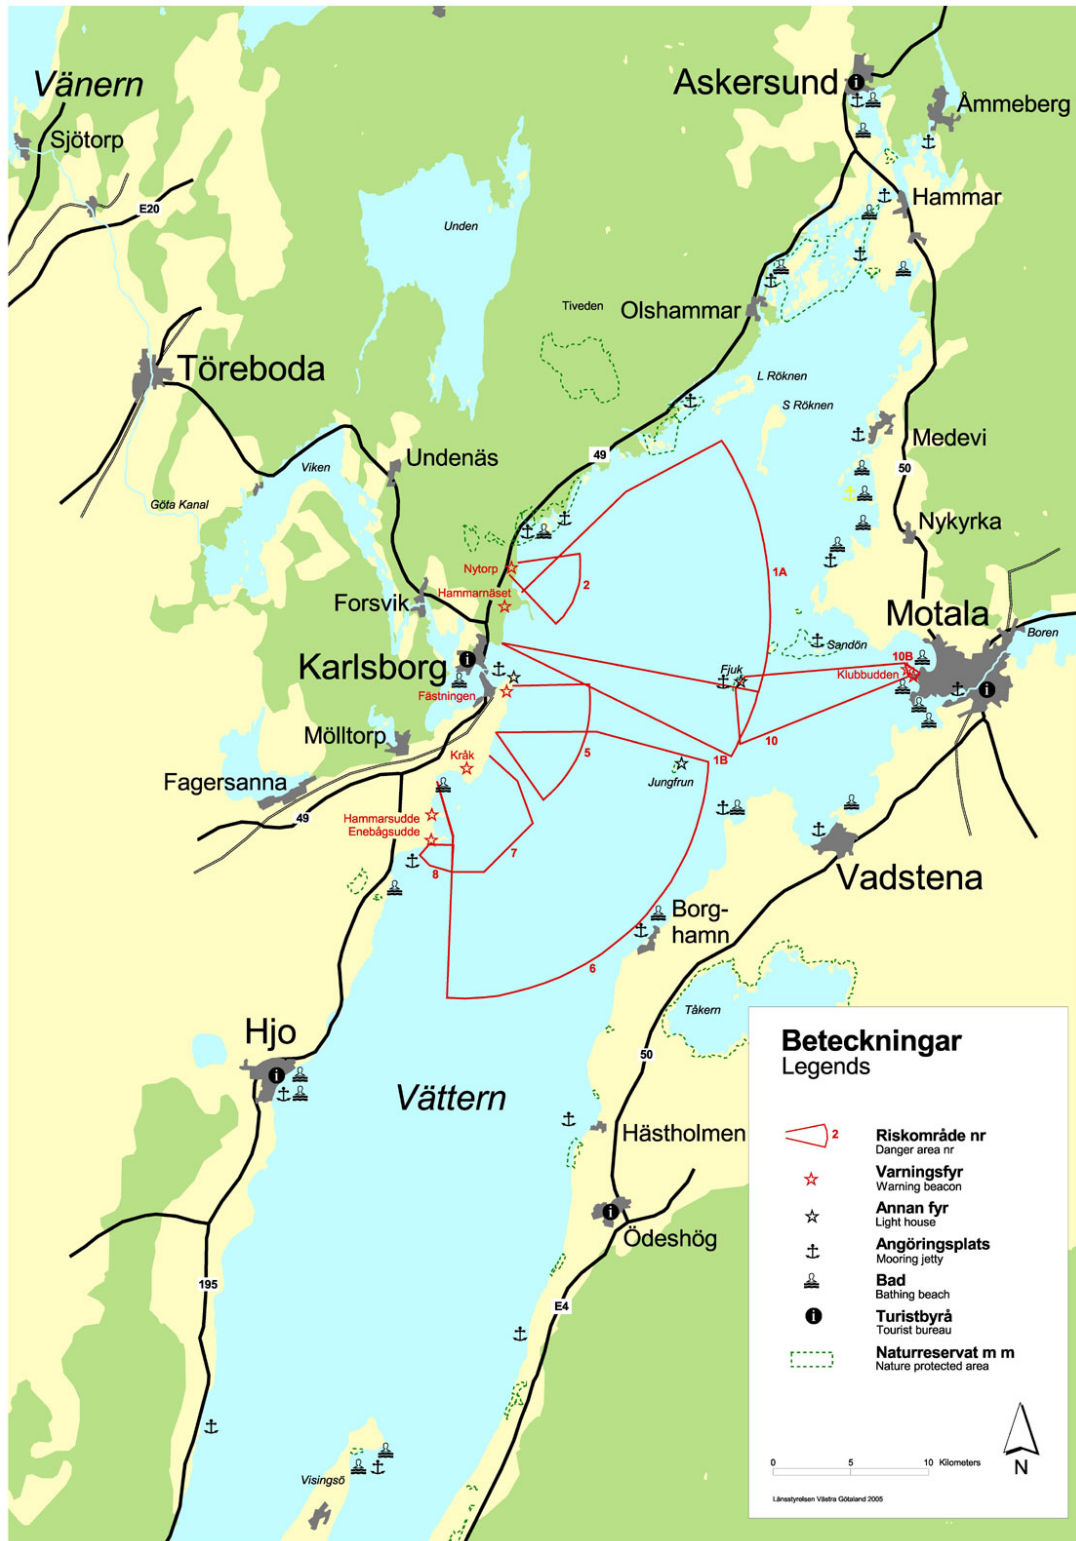 Vänern
Askersund
i
Åmmeberg
Sjötorp
Hammar
E20
Unden
Tiveden
Olshammar
Töreboda
L Röknen
S Röknen
Medevi
Undenäs
49
Viken
50
Göta Kanal
Nykyrka
Nytorp
1A
2
Hammarnäset
Forsvik
Motala
Boren
Sandön
10B
Karlsborg
i
Fjuk
Klubbudden
i
Fästningen
Mölltorp
10
5
Kråk
1B
Fagersanna
Jungfrun
49
Hammarsudde
Enebågsudde
7
8
Vadstena
Borg-
hamn
6
Tåkern
Hjo
i
50
Vättern
Hästholmen
i
Ödeshög
195
E4
Visingsö
Beteckningar
Legends
2
Riskområde nr
Danger area nr
Varningsfyr
Warning beacon
Annan fyr
Light house
Angöringsplats
Mooring jetty
Bad
Bathing beach
i
Turistbyrå
Tourist bureau
Naturreservat m m
Nature protected area
0 5 10 Kilometers
N
Länsstyrelsen Västra Götaland 2005